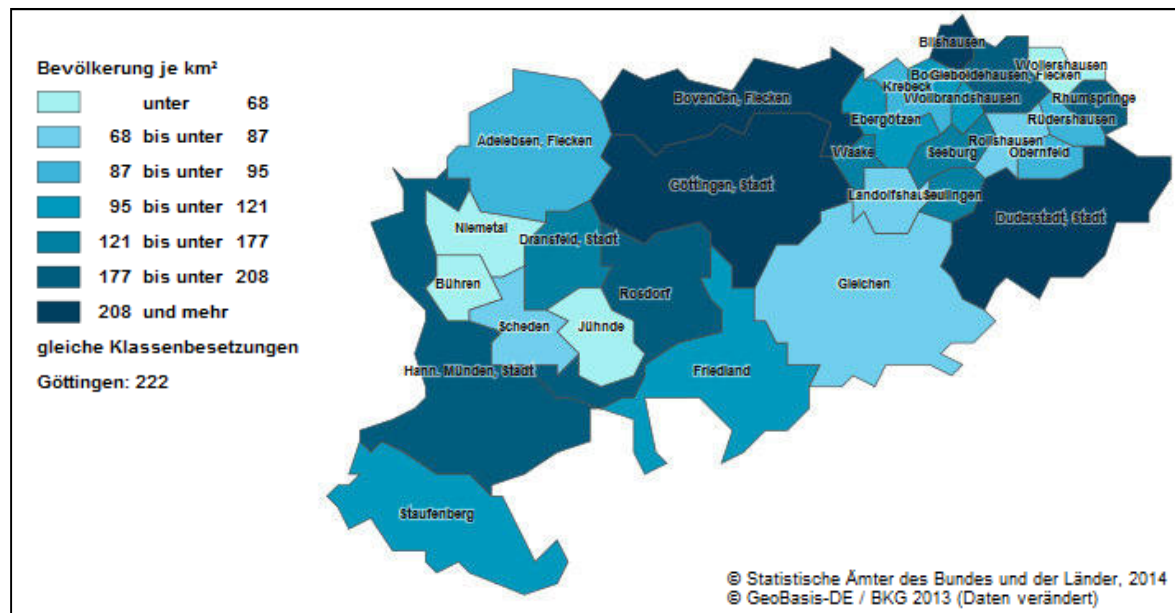 Bevölkerung je km²
unter 68
68 bis unter 87
87 bis unter 95
95 bis unter 121
121 bis unter 177
177 bis unter 208
208 und mehr
gleiche Klassenbesetzungen
Göttingen: 222
Bilshausen
Wollershausen
Gieboldehausen, Flecken
Krebeck
Wollbrandshausen
Rhumspringe
Bovenden, Flecken
Ebergötzen
Rüdershausen
Adelebsen, Flecken
Waake
Seeburg
Rollshausen
Obernfeld
Göttingen, Stadt
Landolfshau
Seulingen
Duderstadt, Stadt
Niemetal
Dransfeld, Stadt
Bühren
Rosdorf
Gleichen
Scheden
Jühnde
Hann. Münden, Stadt
Friedland
Staufenberg
© Statistische Ämter des Bundes und der Länder, 2014
© GeoBasis-DE / BKG 2013 (Daten verändert)